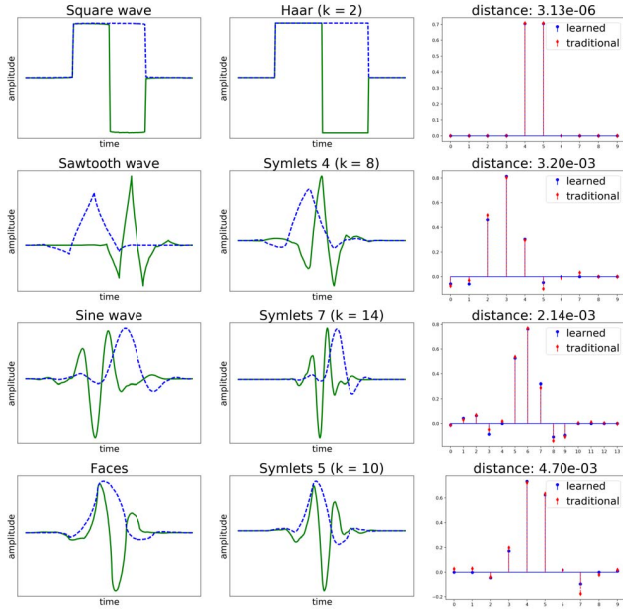 Square wave
Haar (k = 2)
distance: 3.13e-06
amplitude
amplitude
0.7
0.6
0.5
0.4
0.3
0.2
0.1
0.0
learned
traditional
time
time
0 1 2 3 4 5 6 7 8 9
Sawtooth wave
Symlets 4 (k = 8)
distance: 3.20e-03
amplitude
amplitude
0.8
0.6
0.4
0.2
0.0
learned
traditional
time
time
0 1 2 3 4 5 6 7 8 9
Sine wave
Symlets 7 (k = 14)
distance: 2.14e-03
amplitude
amplitude
0.8
0.6
0.4
0.2
0.0
learned
traditional
time
time
0 1 2 3 4 5 6 7 8 9 10 11 12 13
Faces
Symlets 5 (k = 10)
distance: 4.70e-03
amplitude
amplitude
0.6
0.4
0.2
0.0
−0.2
learned
traditional
time
time
0 1 2 3 4 5 6 7 8 9